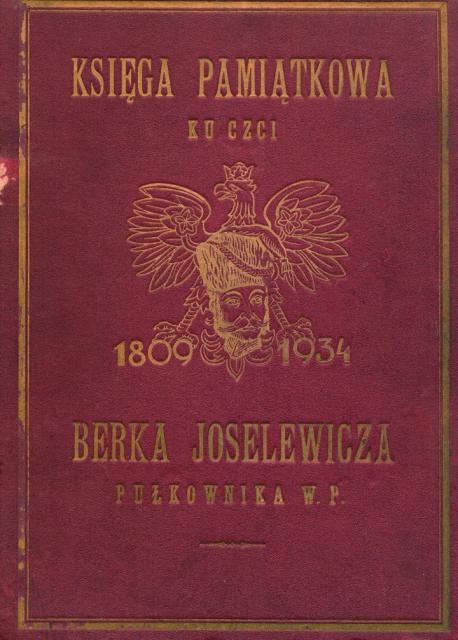 KSIĘGA PAMIĄTKOWA
KU CZCI
1809 1934
BERKA JOSELEWICZA
PUŁKOWNIKA W. P.